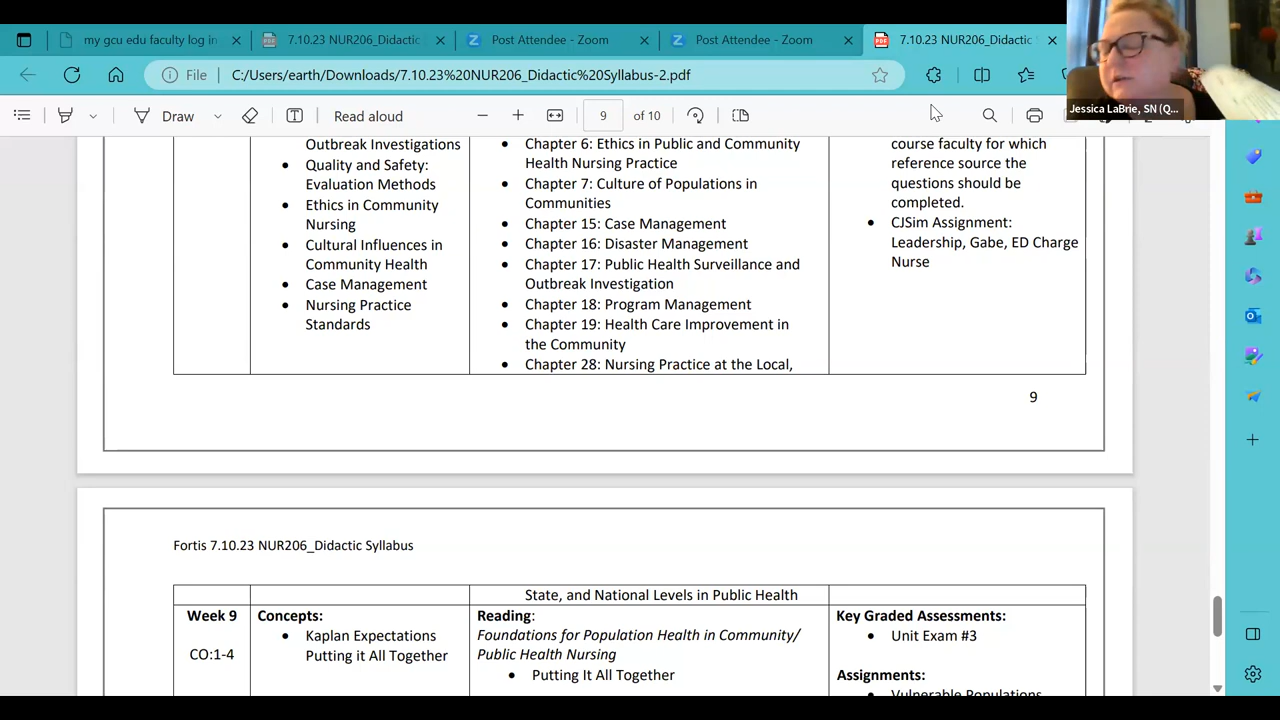 my gcu edu faculty log in
7.10.23 NUR206_Didactic
Post Attendee - Zoom
Post Attendee - Zoom
7.10.23 NUR206_Didactic
File
C:/Users/earth/Downloads/7.10.23%20NUR206_Didactic%20Syllabus-2.pdf
Jessica LaBrie, SN (Q...
Draw
Read aloud
9
of 10
Outbreak Investigations
Quality and Safety:
Evaluation Methods
Ethics in Community
Nursing
Cultural Influences in
Community Health
Case Management
Nursing Practice
Standards
Chapter 6: Ethics in Public and Community
Health Nursing Practice
Chapter 7: Culture of Populations in
Communities
Chapter 15: Case Management
Chapter 16: Disaster Management
Chapter 17: Public Health Surveillance and
Outbreak Investigation
Chapter 18: Program Management
Chapter 19: Health Care Improvement in
the Community
Chapter 28: Nursing Practice at the Local,
course faculty for which
reference source the
questions should be
completed.
CJSim Assignment:
Leadership, Gabe, ED Charge
Nurse
9
Fortis 7.10.23 NUR206_Didactic Syllabus
State, and National Levels in Public Health
Week 9
CO:1-4
Concepts:
Kaplan Expectations
Putting it All Together
Reading:
Foundations for Population Health in Community/
Public Health Nursing
Putting It All Together
Key Graded Assessments:
Unit Exam #3
Assignments:
Vulnerable Populations